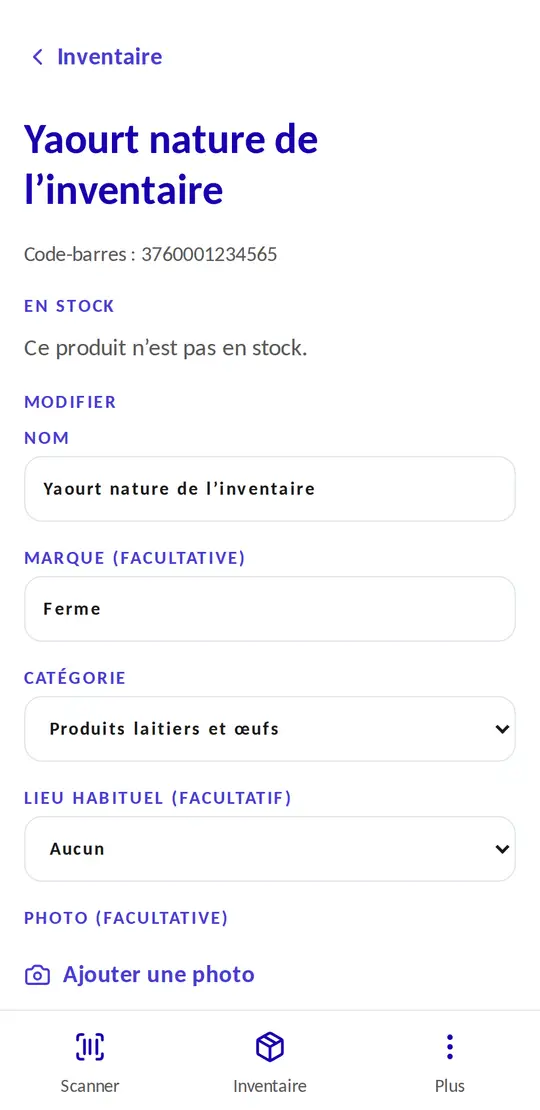 Inventaire
Yaourt nature de
l’inventaire
Code-barres : 3760001234565
EN STOCK
Ce produit n’est pas en stock.
MODIFIER
NOM
Yaourt nature de l’inventaire
MARQUE (FACULTATIVE)
Ferme
CATÉGORIE
Produits laitiers et œufs
LIEU HABITUEL (FACULTATIF)
Aucun
PHOTO (FACULTATIVE)
Ajouter une photo
Scanner
Inventaire
Plus